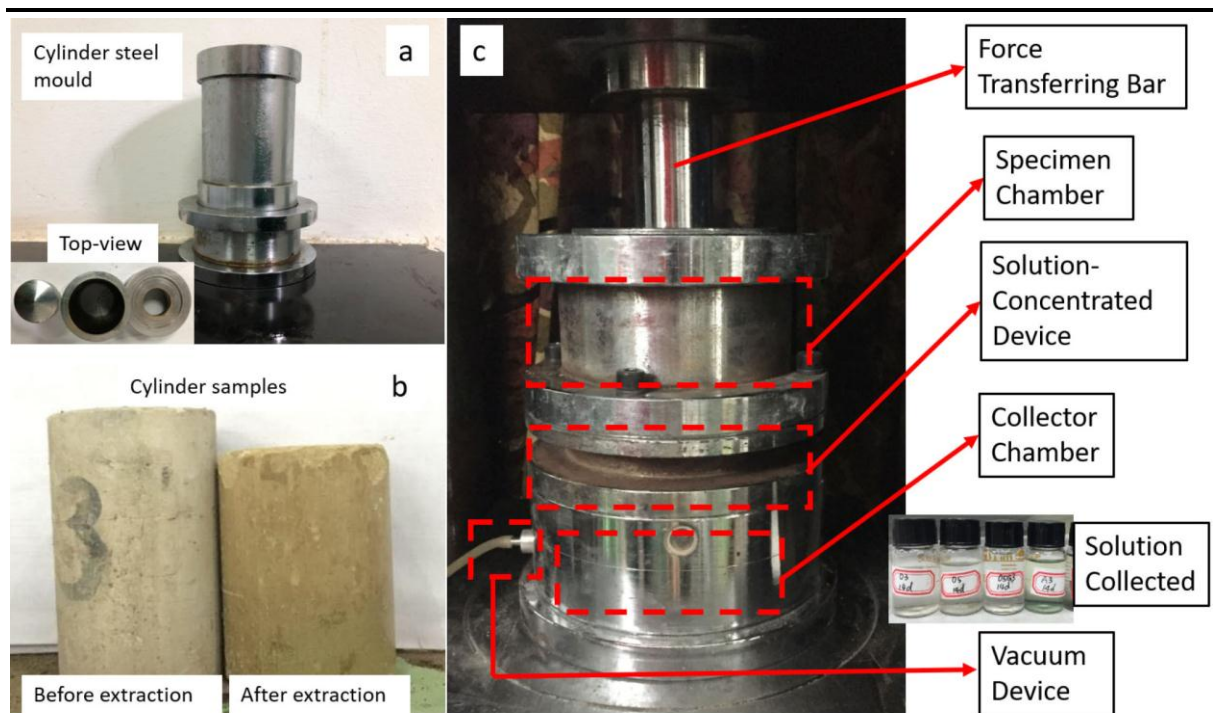 Cylinder steel
mould
a
Top-view
Cylinder samples
b
3
Before extraction
After extraction
c
Force
Transferring Bar
Specimen
Chamber
Solution-
Concentrated
Device
Collector
Chamber
Solution
Collected
Vacuum
Device